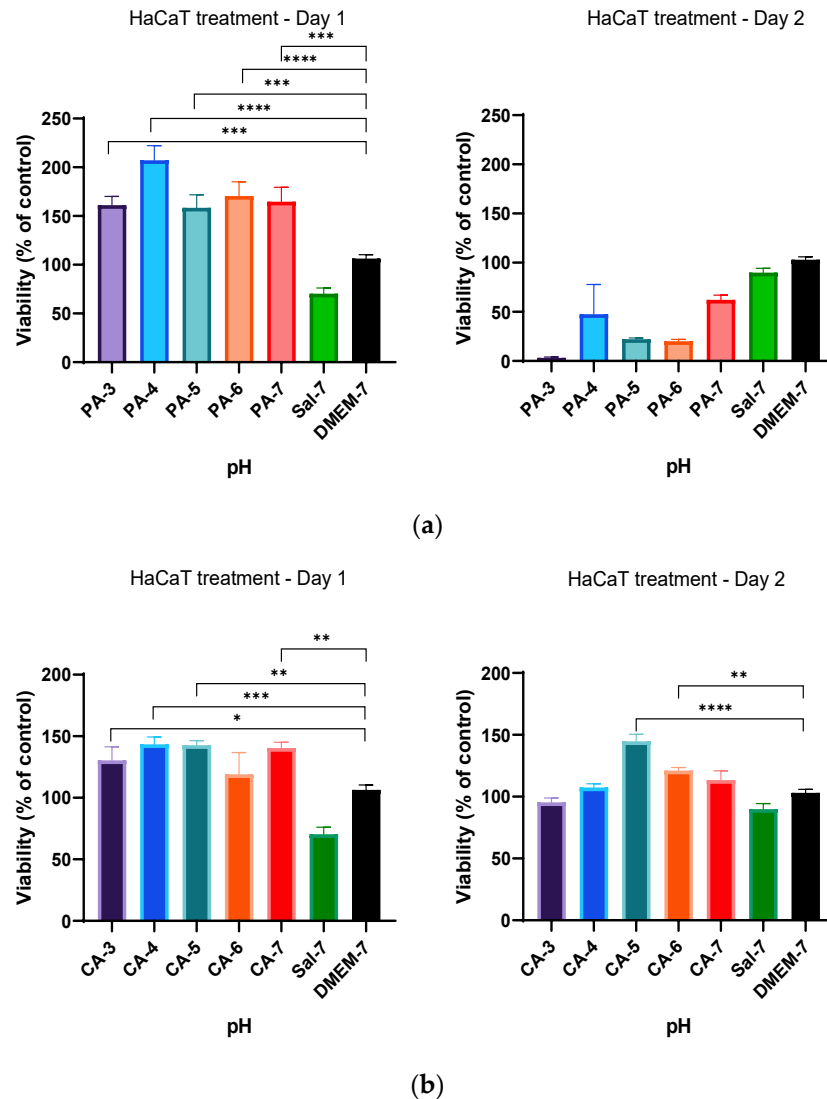 HaCaT treatment - Day 1
***
****
***
****
***
250
200
150
100
50
0
Viability (% of control)
PA-3
PA-4
PA-5
PA-6
PA-7
Sal-7
DMEM-7
pH
HaCaT treatment - Day 2
250
200
150
100
50
0
Viability (% of control)
PA-3
PA-4
PA-5
PA-6
PA-7
Sal-7
DMEM-7
pH
(a)
HaCaT treatment - Day 1
**
**
***
*
200
150
100
50
0
Viability (% of control)
CA-3
CA-4
CA-5
CA-6
CA-7
Sal-7
DMEM-7
pH
HaCaT treatment - Day 2
**
****
200
150
100
50
0
Viability (% of control)
CA-3
CA-4
CA-5
CA-6
CA-7
Sal-7
DMEM-7
pH
(b)